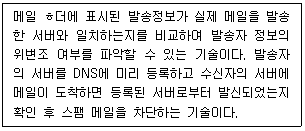 메일 ㅎ더에 표시된 발송정보가 실제 메일을 발송
한 서버와 일치하는지를 비교하여 발송자 정보의
위변조 여부를 파악할 수 있는 기술이다. 발송자
의 서버를 DNS에 미리 등록하고 수신자의 서버에
메일이 도착하면 등록된 서버로부터 발신되었는지
확인 후 스팸 메일을 차단하는 기술이다.